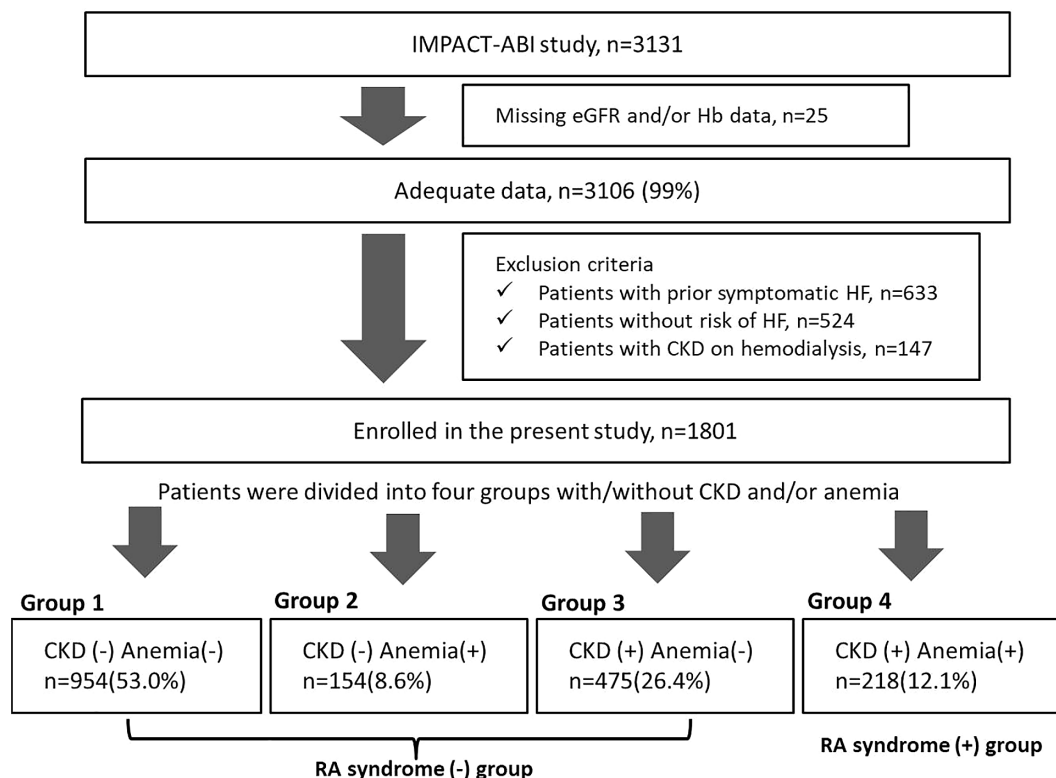 IMPACT-ABI study, n=3131
Missing eGFR and/or Hb data, n=25
Adequate data, n=3106 (99%)
Exclusion criteria
✓ Patients with prior symptomatic HF, n=633
✓ Patients without risk of HF, n=524
✓ Patients with CKD on hemodialysis, n=147
Enrolled in the present study, n=1801
Patients were divided into four groups with/without CKD and/or anemia
Group 1
CKD (-) Anemia(-)
n=954(53.0%)
Group 2
CKD (-) Anemia(+)
n=154(8.6%)
Group 3
CKD (+) Anemia(-)
n=475(26.4%)
Group 4
CKD (+) Anemia(+)
n=218(12.1%)
RA syndrome (-) group
RA syndrome (+) group